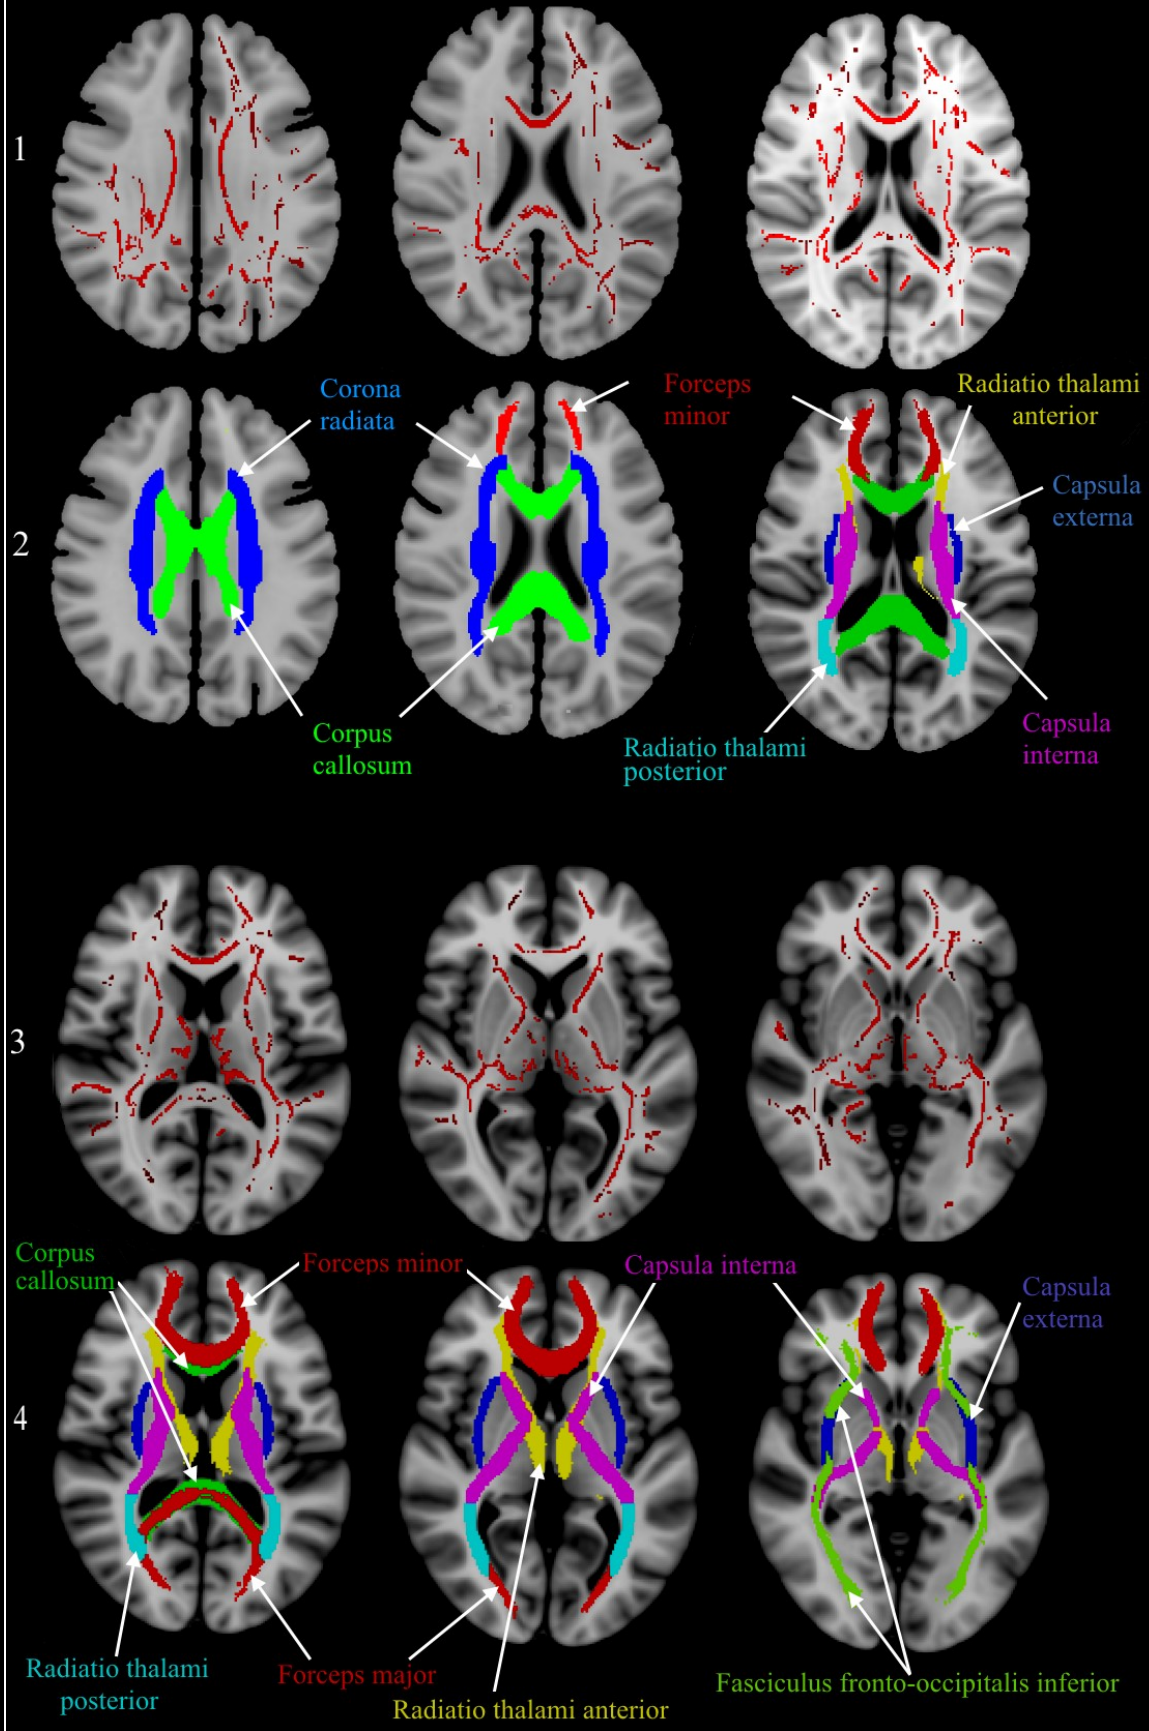 1
Corona
radiata
Forceps
minor
Radiatio thalami
anterior
Capsula
externa
2
Corpus
callosum
Radiatio thalami
posterior
Capsula
interna
3
Corpus
callosum
Forceps minor
Capsula interna
Capsula
externa
4
Radiatio thalami
posterior
Forceps major
Radiatio thalami anterior
Fasciculus fronto-occipitalis inferior